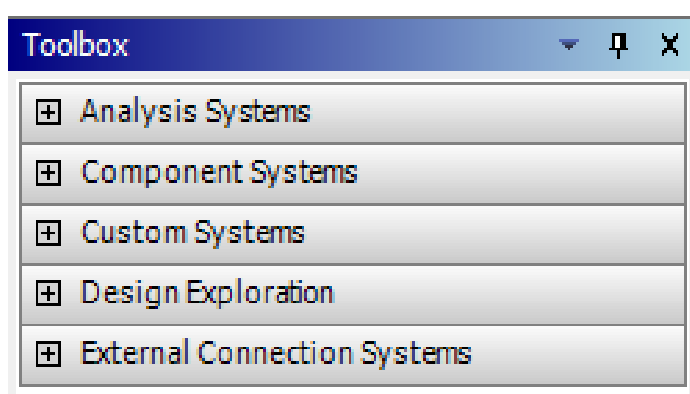 Toolbox
Analysis Systems
Component Systems
Custom Systems
Design Exploration
External Connection Systems